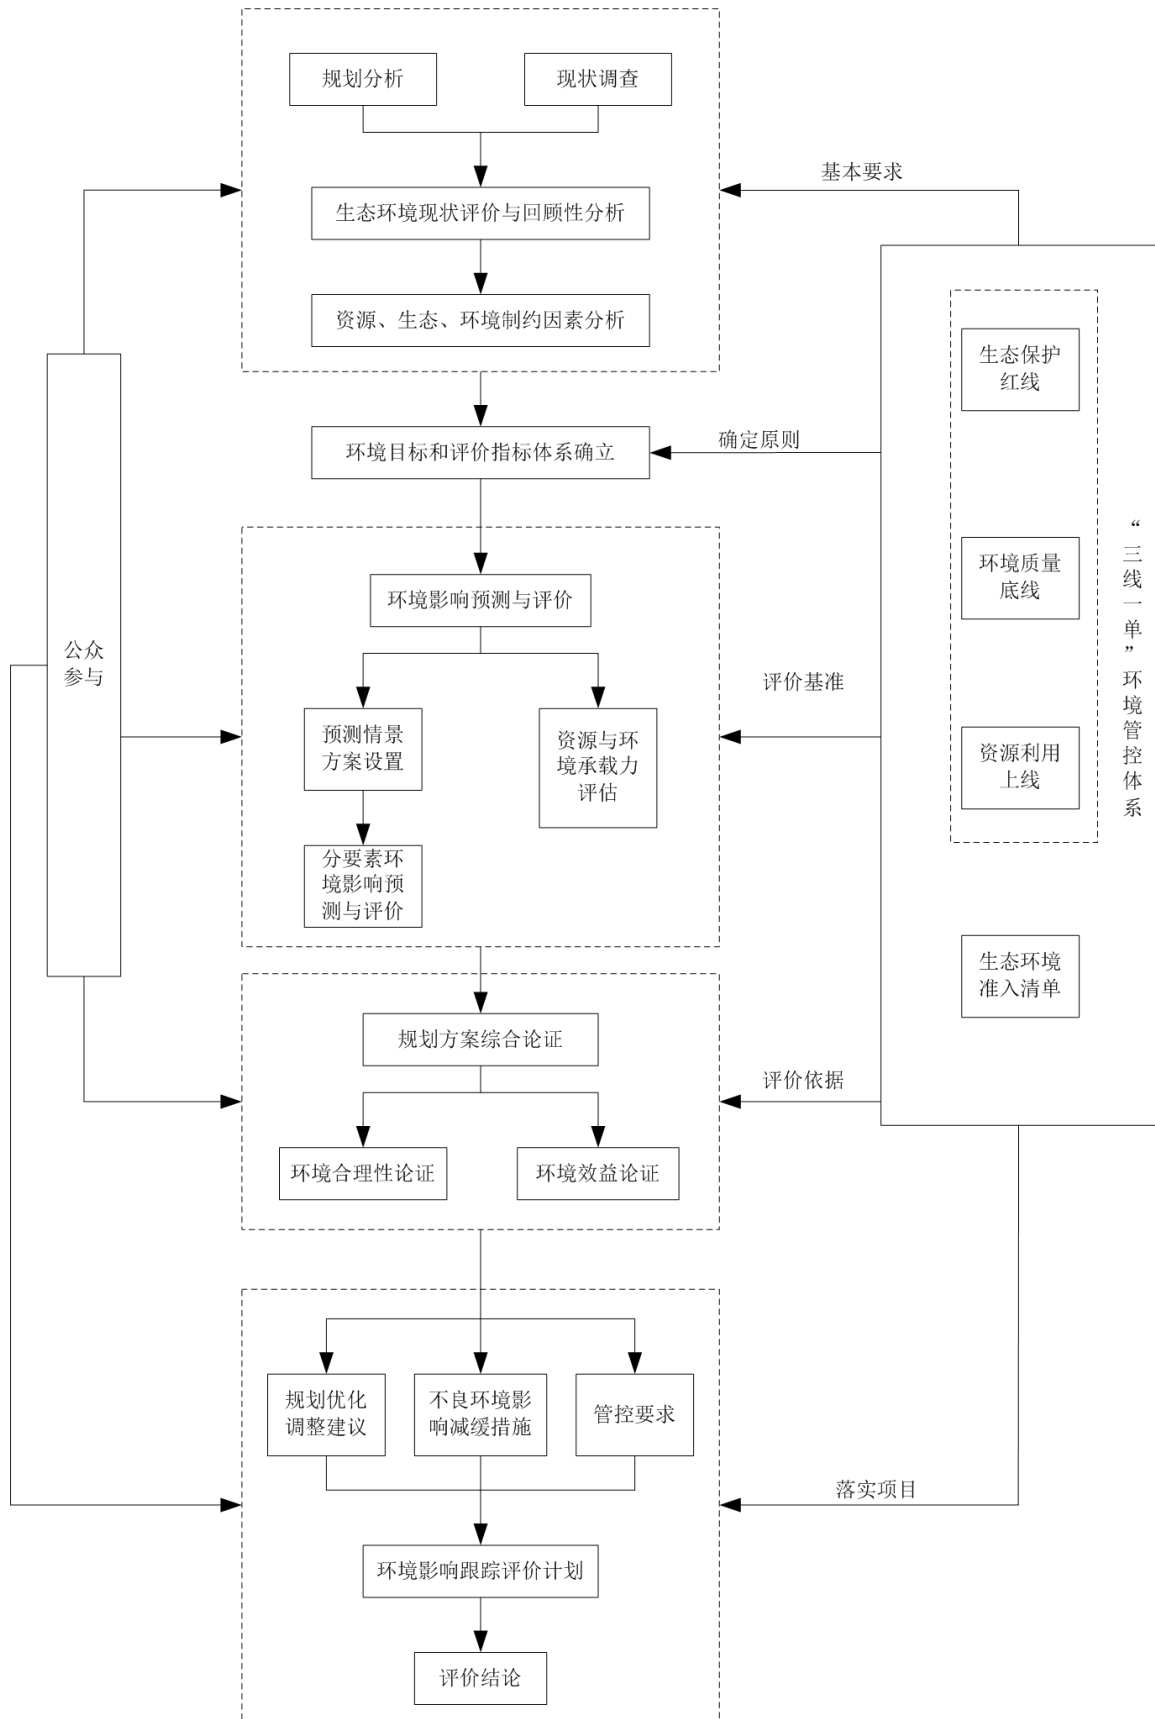 规划分析
现状调查
基本要求
生态环境现状评价与回顾性分析
资源、生态、环境制约因素分析
生态保护
红线
环境目标和评价指标体系确立
确定原则
“三线一单”环境管控体系
环境质量
底线
环境影响预测与评价
公众
参与
评价基准
预测情景
方案设置
资源与环
境承载力
评估
资源利用
上线
分要素环
境影响预
测与评价
生态环境
准入清单
规划方案综合论证
评价依据
环境合理性论证
环境效益论证
规划优化
调整建议
不良环境影
响减缓措施
管控要求
落实项目
环境影响跟踪评价计划
评价结论